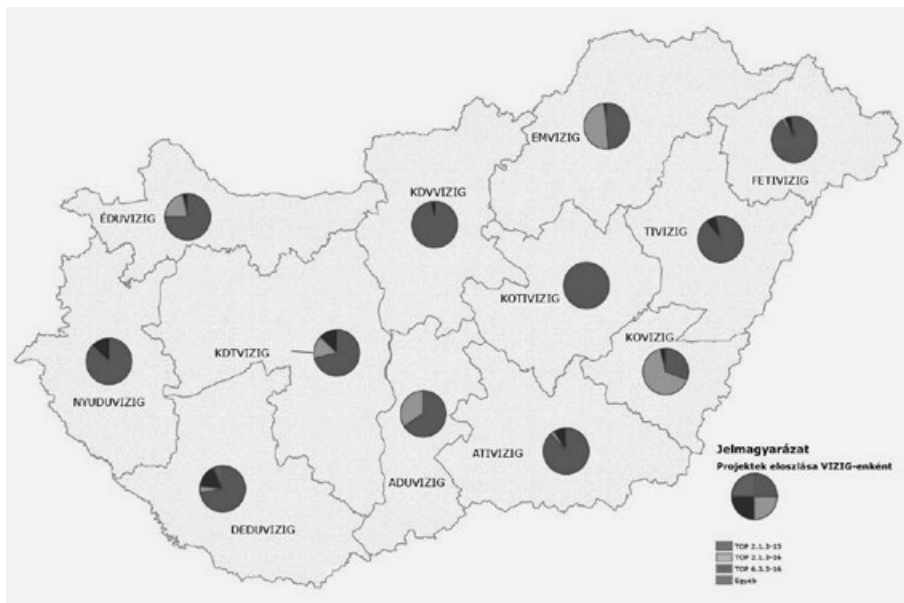 EMVIZIG
FETIVIZIG
KDVVIZIG
ÉDUVIZIG
TIVIZIG
KOTIVIZIG
KDTVIZIG
KOVIZIG
NYUDUVIZIG
ATIVIZIG
ADUVIZIG
DEDUVIZIG
Jelmagyarázat
Projektek eloszlása VIZIG-enként
TOP 2.1.3-15
TOP 2.1.3-16
TOP 6.3.3-16
Egyéb